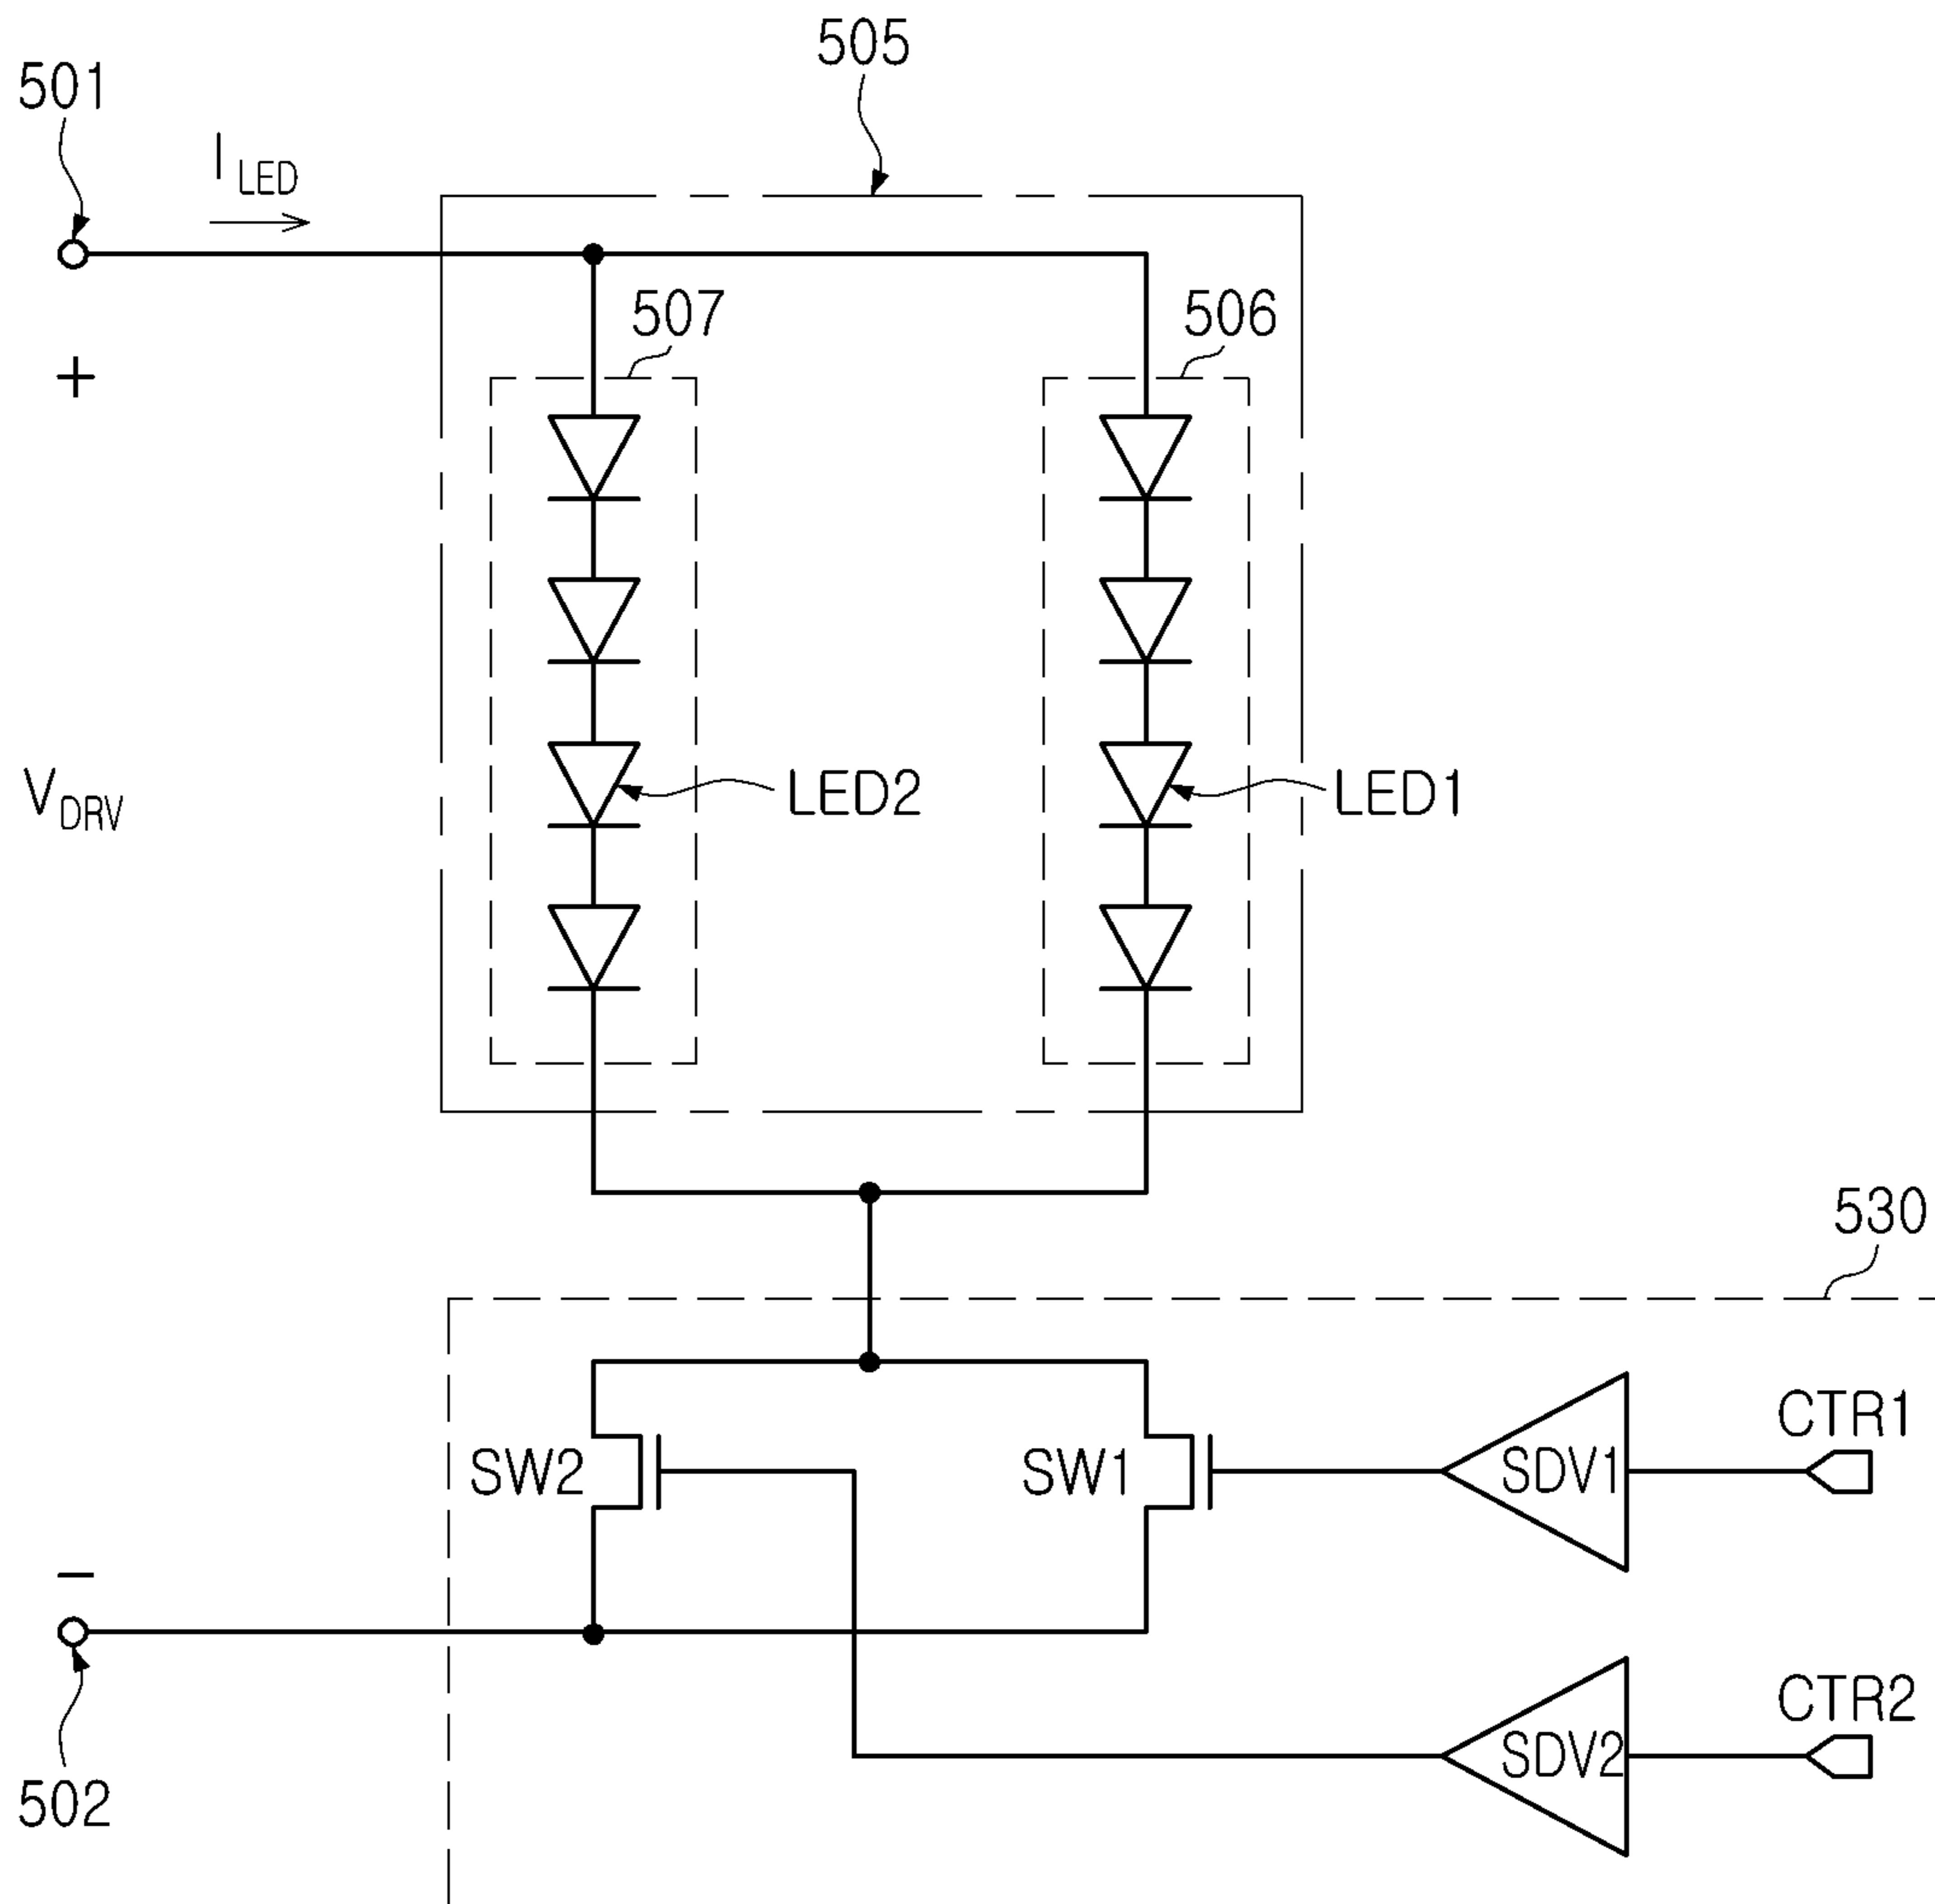 505
501
I LED
507
506
+
V DRV
LED2
LED1
530
CTR1
SW2
SW1
SDV1
−
CTR2
SDV2
502